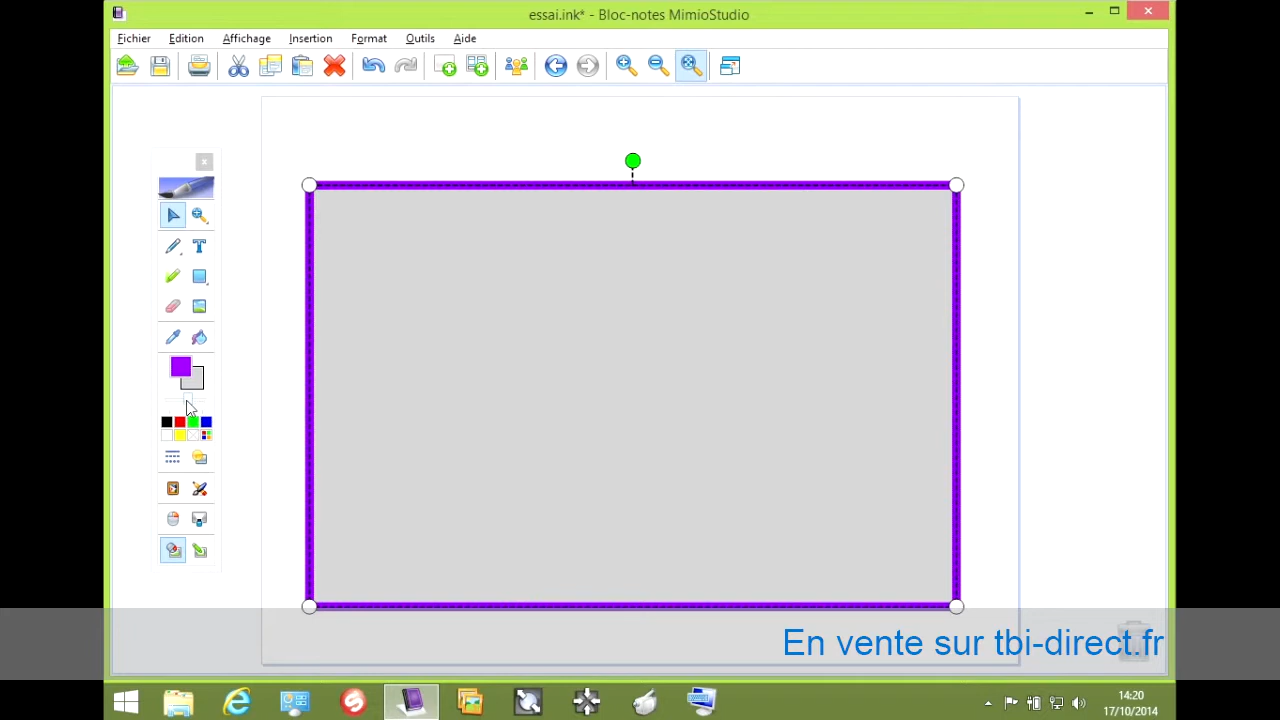 essai.ink* - Bloc-notes MimioStudio
Fichier Edition Affichage Insertion Format Outils Aide
T
En vente sur tbi-direct.fr
14:20
17/10/2014